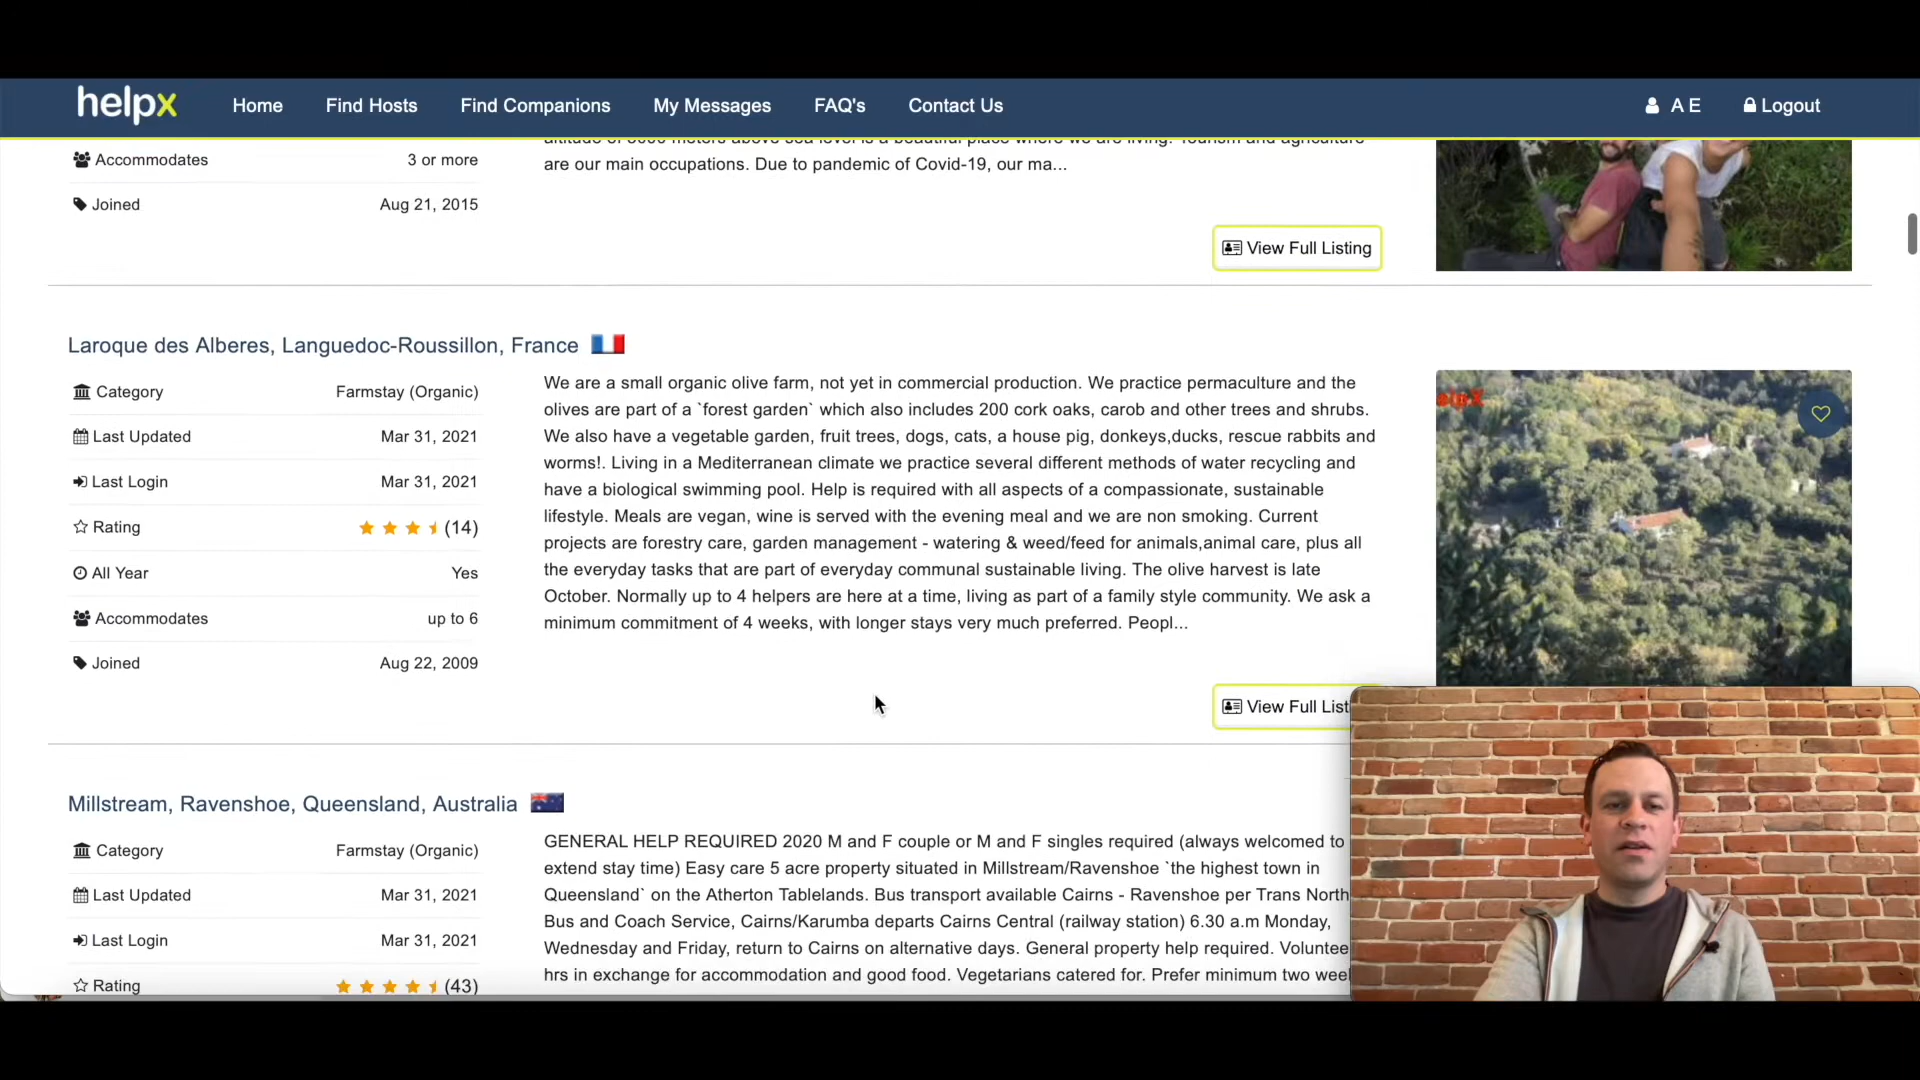 helpx Home Find Hosts Find Companions My Messages FAQ's Contact Us A E Logout
Accommodates 3 or more
Joined Aug 21, 2015
altitude of 3000 meters above sea level is a beautiful place where we are living. Tourism and agriculture
are our main occupations. Due to pandemic of Covid-19, our ma...
View Full Listing
Laroque des Alberes, Languedoc-Roussillon, France
Category Farmstay (Organic)
Last Updated Mar 31, 2021
Last Login Mar 31, 2021
Rating (14)
All Year Yes
Accommodates up to 6
Joined Aug 22, 2009
We are a small organic olive farm, not yet in commercial production. We practice permaculture and the
olives are part of a `forest garden` which also includes 200 cork oaks, carob and other trees and shrubs.
We also have a vegetable garden, fruit trees, dogs, cats, a house pig, donkeys,ducks, rescue rabbits and
worms!. Living in a Mediterranean climate we practice several different methods of water recycling and
have a biological swimming pool. Help is required with all aspects of a compassionate, sustainable
lifestyle. Meals are vegan, wine is served with the evening meal and we are non smoking. Current
projects are forestry care, garden management - watering & weed/feed for animals,animal care, plus all
the everyday tasks that are part of everyday communal sustainable living. The olive harvest is late
October. Normally up to 4 helpers are here at a time, living as part of a family style community. We ask a
minimum commitment of 4 weeks, with longer stays very much preferred. Peopl...
View Full List
Millstream, Ravenshoe, Queensland, Australia
Category Farmstay (Organic)
Last Updated Mar 31, 2021
Last Login Mar 31, 2021
Rating (43)
GENERAL HELP REQUIRED 2020 M and F couple or M and F singles required (always welcomed to
extend stay time) Easy care 5 acre property situated in Millstream/Ravenshoe `the highest town in
Queensland` on the Atherton Tablelands. Bus transport available Cairns - Ravenshoe per Trans North
Bus and Coach Service, Cairns/Karumba departs Cairns Central (railway station) 6.30 a.m Monday,
Wednesday and Friday, return to Cairns on alternative days. General property help required. Voluntee
hrs in exchange for accommodation and good food. Vegetarians catered for. Prefer minimum two wee